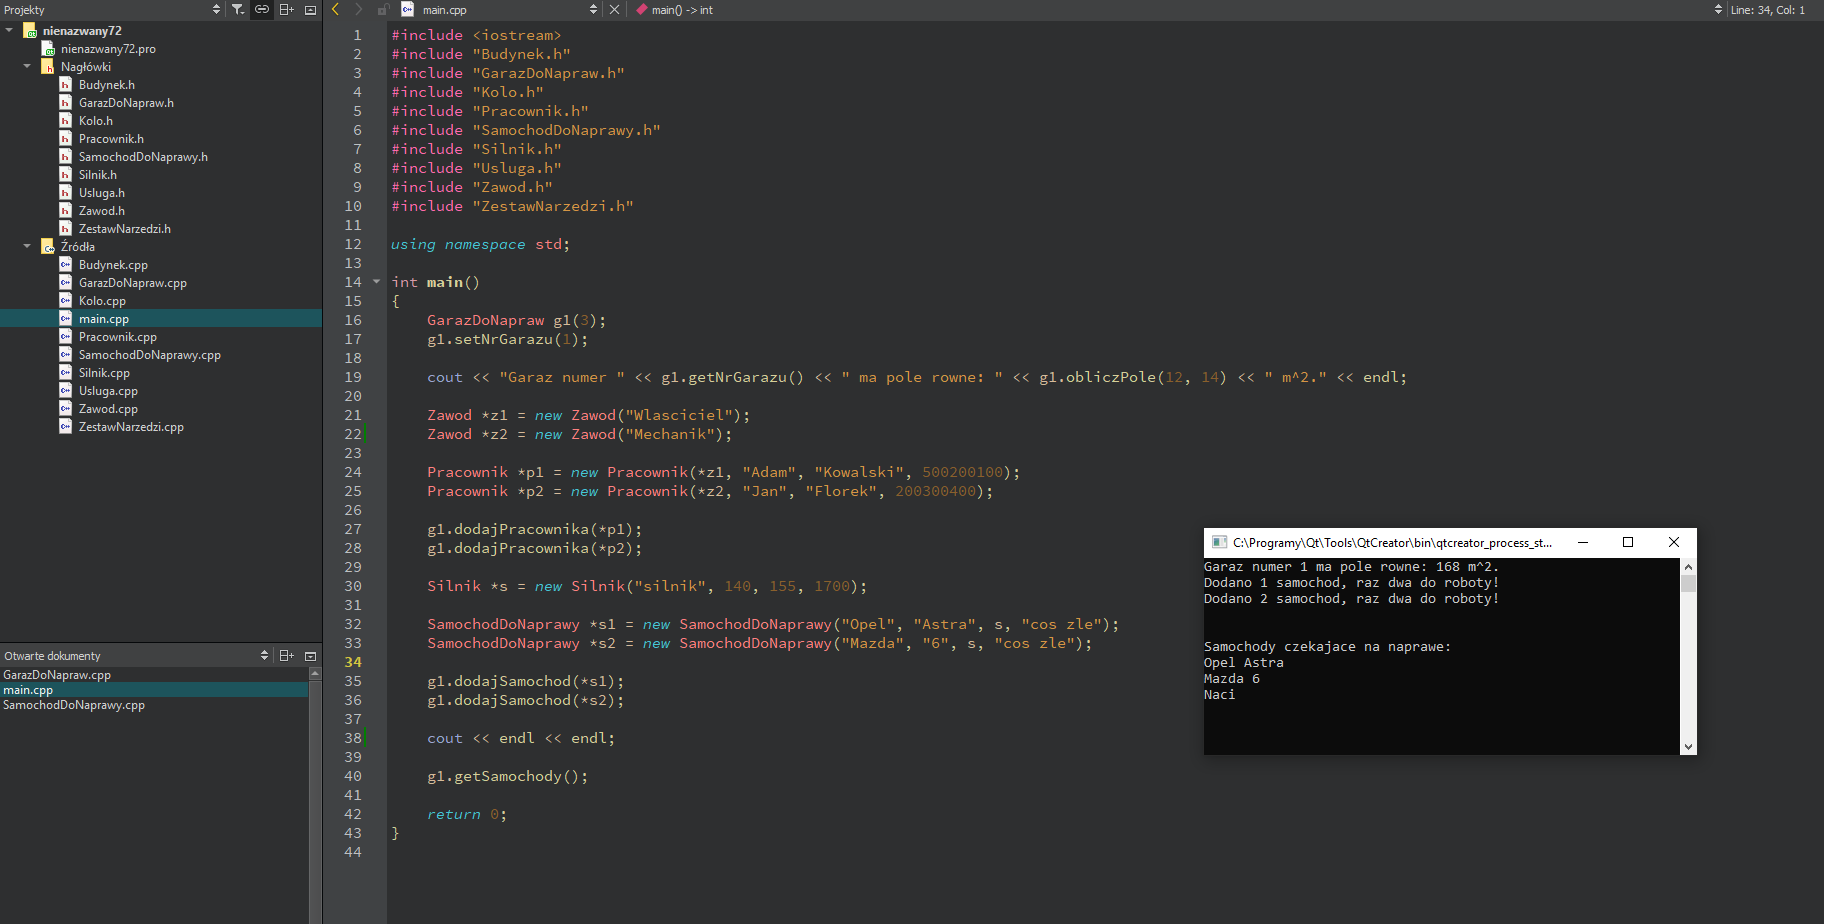 Projekty
nienazwany72
nienazwany72.pro
Nagłówki
Budynek.h
GarazDoNapraw.h
Kolo.h
Pracownik.h
SamochodDoNaprawy.h
Silnik.h
Usluga.h
Zawod.h
ZestawNarzedzi.h
Źródła
Budynek.cpp
GarazDoNapraw.cpp
Kolo.cpp
main.cpp
Pracownik.cpp
SamochodDoNaprawy.cpp
Silnik.cpp
Usluga.cpp
Zawod.cpp
ZestawNarzedzi.cpp
Otwarte dokumenty
GarazDoNapraw.cpp
main.cpp
SamochodDoNaprawy.cpp
main.cpp
main() -> int
Line: 34, Col: 1
1 #include <iostream>
2 #include "Budynek.h"
3 #include "GarazDoNapraw.h"
4 #include "Kolo.h"
5 #include "Pracownik.h"
6 #include "SamochodDoNaprawy.h"
7 #include "Silnik.h"
8 #include "Usluga.h"
9 #include "Zawod.h"
10 #include "ZestawNarzedzi.h"
11
12 using namespace std;
13
14 int main()
15 {
16 GarazDoNapraw g1(3);
17 g1.setNrGarazu(1);
18
19 cout << "Garaz numer " << g1.getNrGarazu() << " ma pole rowne: " << g1.obliczPole(12, 14) << " m^2." << endl;
20
21 Zawod *z1 = new Zawod("Wlasciciel");
22 Zawod *z2 = new Zawod("Mechanik");
23
24 Pracownik *p1 = new Pracownik(*z1, "Adam", "Kowalski", 500200100);
25 Pracownik *p2 = new Pracownik(*z2, "Jan", "Florek", 200300400);
26
27 g1.dodajPracownika(*p1);
28 g1.dodajPracownika(*p2);
29
30 Silnik *s = new Silnik("silnik", 140, 155, 1700);
31
32 SamochodDoNaprawy *s1 = new SamochodDoNaprawy("Opel", "Astra", s, "cos zle");
33 SamochodDoNaprawy *s2 = new SamochodDoNaprawy("Mazda", "6", s, "cos zle");
34
35 g1.dodajSamochod(*s1);
36 g1.dodajSamochod(*s2);
37
38 cout << endl << endl;
39
40 g1.getSamochody();
41
42 return 0;
43 }
44
C:\Programy\Qt\Tools\QtCreator\bin\qtcreator_process_st...
Garaz numer 1 ma pole rowne: 168 m^2.
Dodano 1 samochod, raz dwa do roboty!
Dodano 2 samochod, raz dwa do roboty!
Samochody czekajace na naprawe:
Opel Astra
Mazda 6
Naci